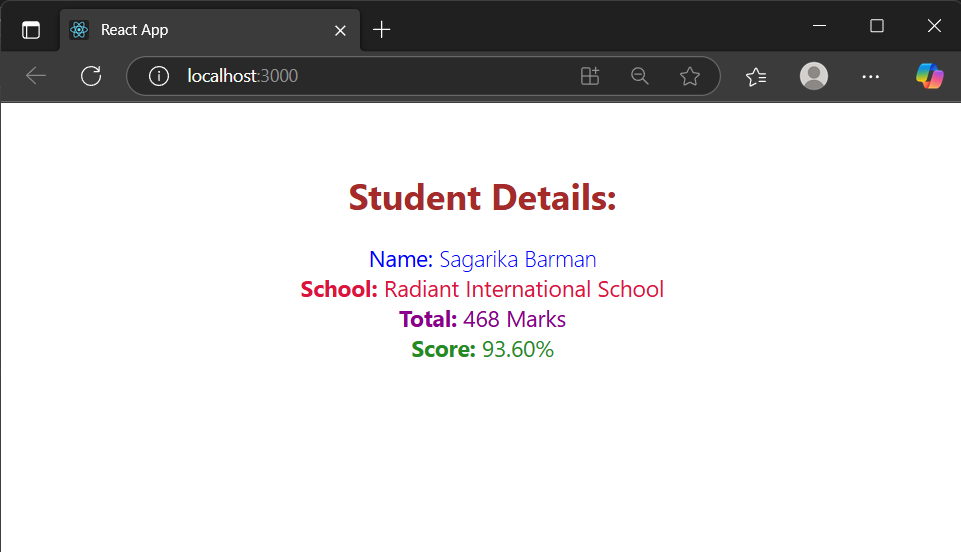 React App
localhost:3000
Student Details:
Name: Sagarika Barman
School: Radiant International School
Total: 468 Marks
Score: 93.60%